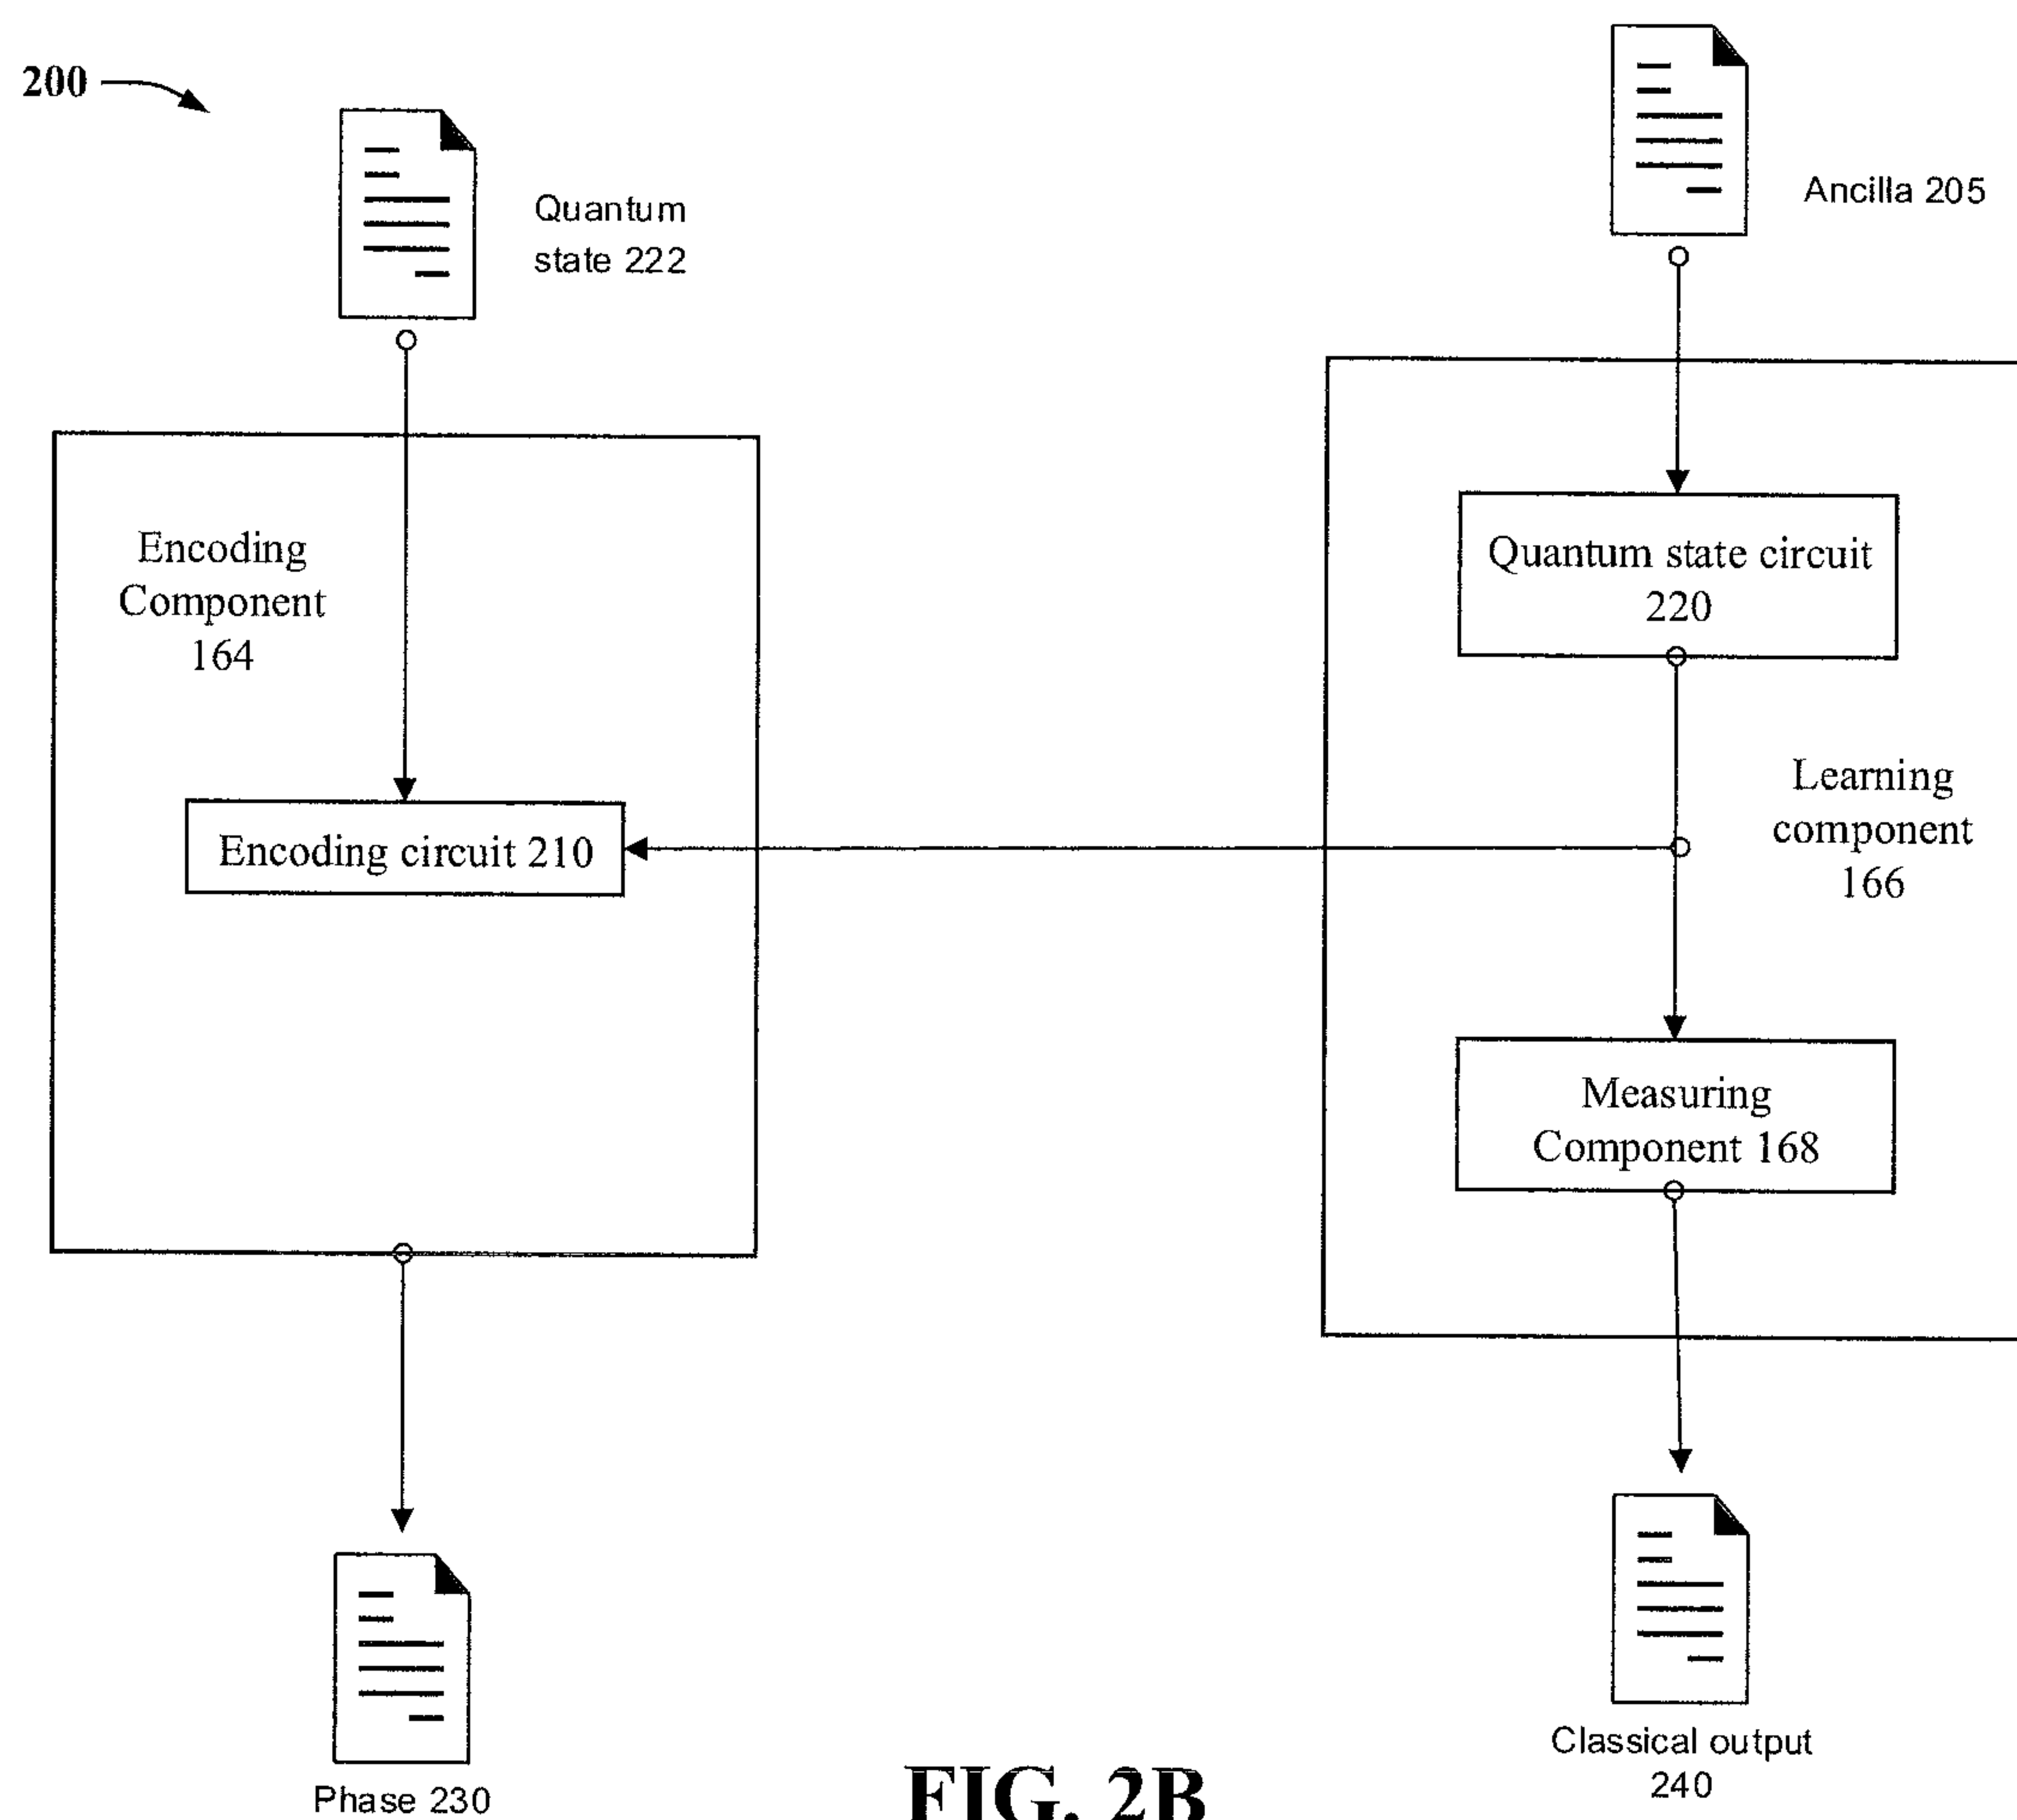 200
Quantum
state 222
Ancilla 205
Encoding
Component
164
Quantum state circuit
220
Learning
component
166
Encoding circuit 210
Measuring
Component 168
Phase 230
Classical output
240
FIG. 2B